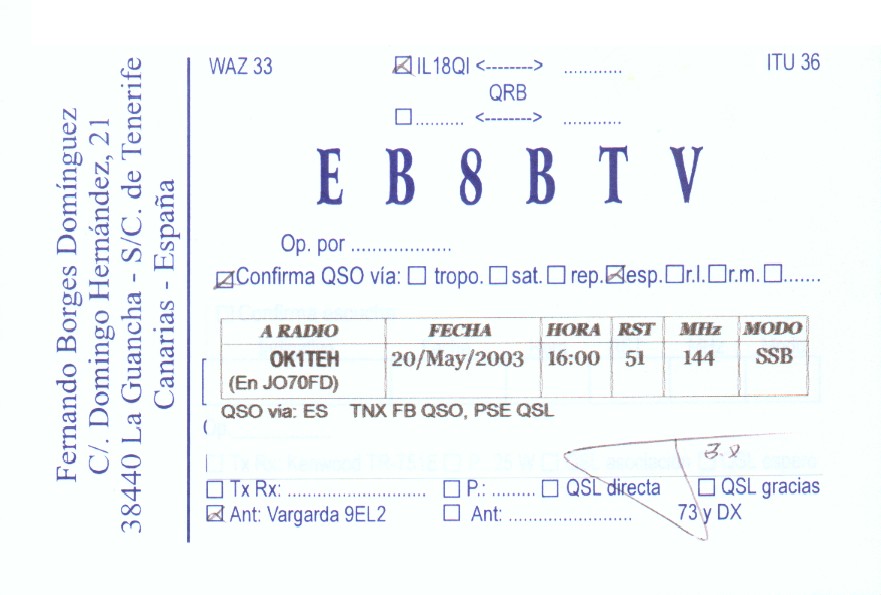 Fernando Borges Domínguez
C/. Domingo Hernández, 21
38440 La Guancha - S/C. de Tenerife
Canarias - España
WAZ 33 ☒ IL18QI <--------> ............ ITU 36
QRB
☐.......... <--------> ............
E B 8 B T V
Op. por ....................
☒ Confirma QSO vía: ☐ tropo. ☐ sat. ☐ rep. ☒ esp. ☐ r.l. ☐ r.m. ☐.......
A RADIO FECHA HORA RST MHz MODO
OK1TEH 20/May/2003 16:00 51 144 SSB
(En JO70FD)
QSO via: ES TNX FB QSO, PSE QSL
☐ Tx Rx: ............................ ☐ P.: ......... ☐ QSL directa ☐ QSL gracias
☒ Ant: Vargarda 9EL2 ☐ Ant: ......................... 73 y DX